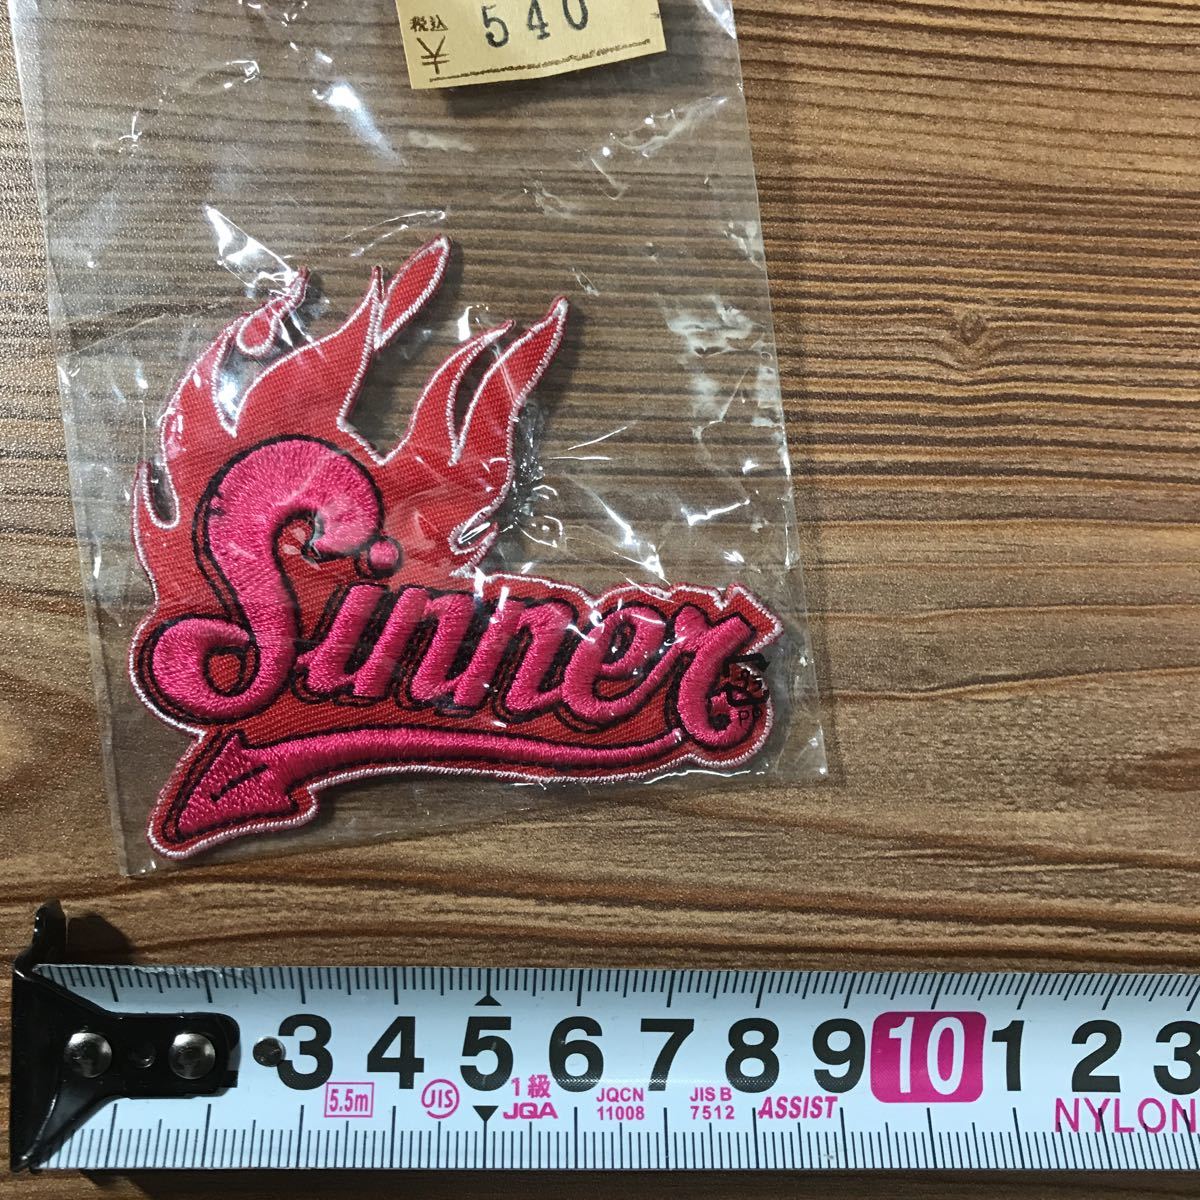 税込
¥ 540
Sinner
PP
3 4 5 6 7 8 9 10 1 2 3
5.5m JIS 1級 JQA JQCN 11008 JIS B 7512 ASSIST
NYLON